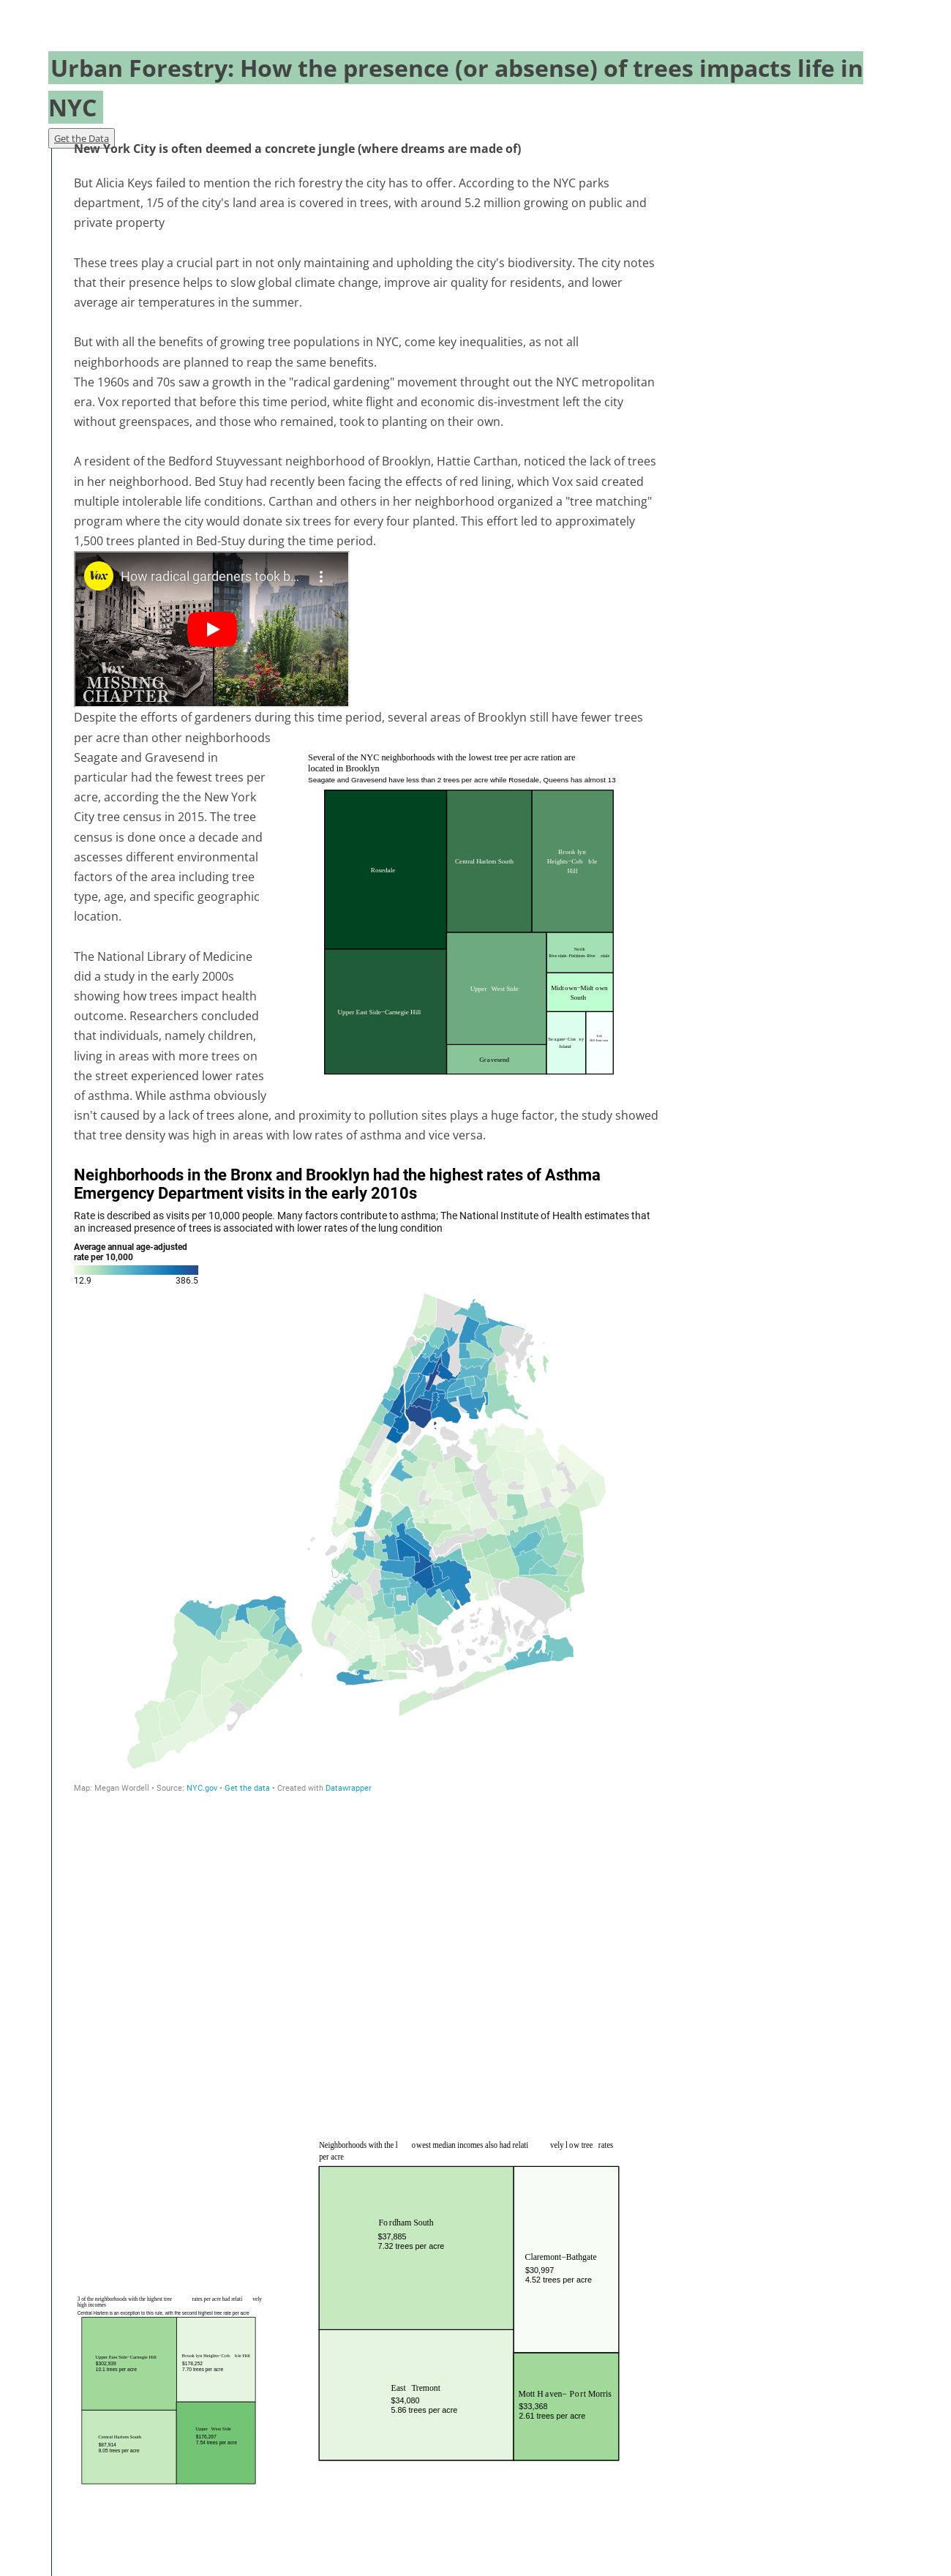 Urban Forestry: How the presence (or absense) of trees impacts life in
NYC
Get the Data
New York City is often deemed a concrete jungle (where dreams are made of)
But Alicia Keys failed to mention the rich forestry the city has to offer. According to the NYC parks
department, 1/5 of the city's land area is covered in trees, with around 5.2 million growing on public and
private property
These trees play a crucial part in not only maintaining and upholding the city's biodiversity. The city notes
that their presence helps to slow global climate change, improve air quality for residents, and lower
average air temperatures in the summer.
But with all the benefits of growing tree populations in NYC, come key inequalities, as not all
neighborhoods are planned to reap the same benefits.
The 1960s and 70s saw a growth in the "radical gardening" movement throught out the NYC metropolitan
era. Vox reported that before this time period, white flight and economic dis-investment left the city
without greenspaces, and those who remained, took to planting on their own.
A resident of the Bedford Stuyvessant neighborhood of Brooklyn, Hattie Carthan, noticed the lack of trees
in her neighborhood. Bed Stuy had recently been facing the effects of red lining, which Vox said created
multiple intolerable life conditions. Carthan and others in her neighborhood organized a "tree matching"
program where the city would donate six trees for every four planted. This effort led to approximately
1,500 trees planted in Bed-Stuy during the time period.
Vox
How radical gardeners took b...
Vox
MISSING
CHAPTER
Despite the efforts of gardeners during this time period, several areas of Brooklyn still have fewer trees
per acre than other neighborhoods
Seagate and Gravesend in
particular had the fewest trees per
acre, according the the New York
City tree census in 2015. The tree
census is done once a decade and
ascesses different environmental
factors of the area including tree
type, age, and specific geographic
location.
The National Library of Medicine
did a study in the early 2000s
showing how trees impact health
outcome. Researchers concluded
that individuals, namely children,
living in areas with more trees on
the street experienced lower rates
of asthma. While asthma obviously
isn't caused by a lack of trees alone, and proximity to pollution sites plays a huge factor, the study showed
that tree density was high in areas with low rates of asthma and vice versa.
Several of the NYC neighborhoods with the lowest tree per acre ration are
located in Brooklyn
Seagate and Gravesend have less than 2 trees per acre while Rosedale, Queens has almost 13
Rosedale
Central Harlem South
Brook lyn
Heights-Cob ble
Hill
Upper East Side-Carnegie Hill
Upper West Side
North
Midtown-Midt own
South
Seagate-Con ey
Island
Gravesend
Neighborhoods in the Bronx and Brooklyn had the highest rates of Asthma
Emergency Department visits in the early 2010s
Rate is described as visits per 10,000 people. Many factors contribute to asthma; The National Institute of Health estimates that
an increased presence of trees is associated with lower rates of the lung condition
Average annual age-adjusted
rate per 10,000
12.9 386.5
Map: Megan Wordell • Source: NYC.gov • Get the data • Created with Datawrapper
Neighborhoods with the l owest median incomes also had relati vely l ow tree rates
per acre
Fo rdham South
$37,885
7.32 trees per acre
Claremont-Bathgate
$30,997
4.52 trees per acre
East Tremont
$34,080
5.86 trees per acre
Mott H aven- Po rt Morris
$33,368
2.61 trees per acre
3 of the neighborhoods with the highest tree rates per acre had relati vely
high incomes
Central Harlem is an exception to this rule, with the second highest tree rate per acre
Upper East Side- Carnegie Hill
$302,939
10.1 trees per acre
Brook lyn Heights-Cob ble Hill
$178,252
7.70 trees per acre
Central Harlem South
$87,914
8.05 trees per acre
Upper West Side
$176,267
7.54 trees per acre